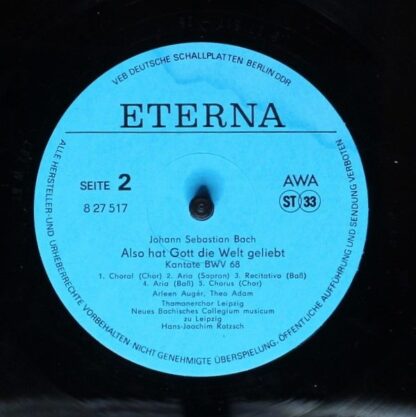 VEB DEUTSCHE SCHALLPLATTEN BERLIN DDR
ETERNA
SEITE 2
AWA
8 27 517
ST 33
Johann Sebastian Bach
Also hat Gott die Welt geliebt
Kantate BWV 68
1. Choral (Chor) 2. Aria (Sopran) 3. Recitativo (Baß)
4. Aria (Baß) 5. Chorus (Chor)
Arleen Augér, Theo Adam
Thomanerchor Leipzig
Neues Bachisches Collegium musicum
zu Leipzig
Hans-Joachim Rotzsch
ALLE HERSTELLER- UND URHEBERRECHTE VORBEHALTEN NICHT GENEHMIGTE ÜBERSPIELUNG, ÖFFENTLICHE AUFFÜHRUNG UND SENDUNG VERBOTEN